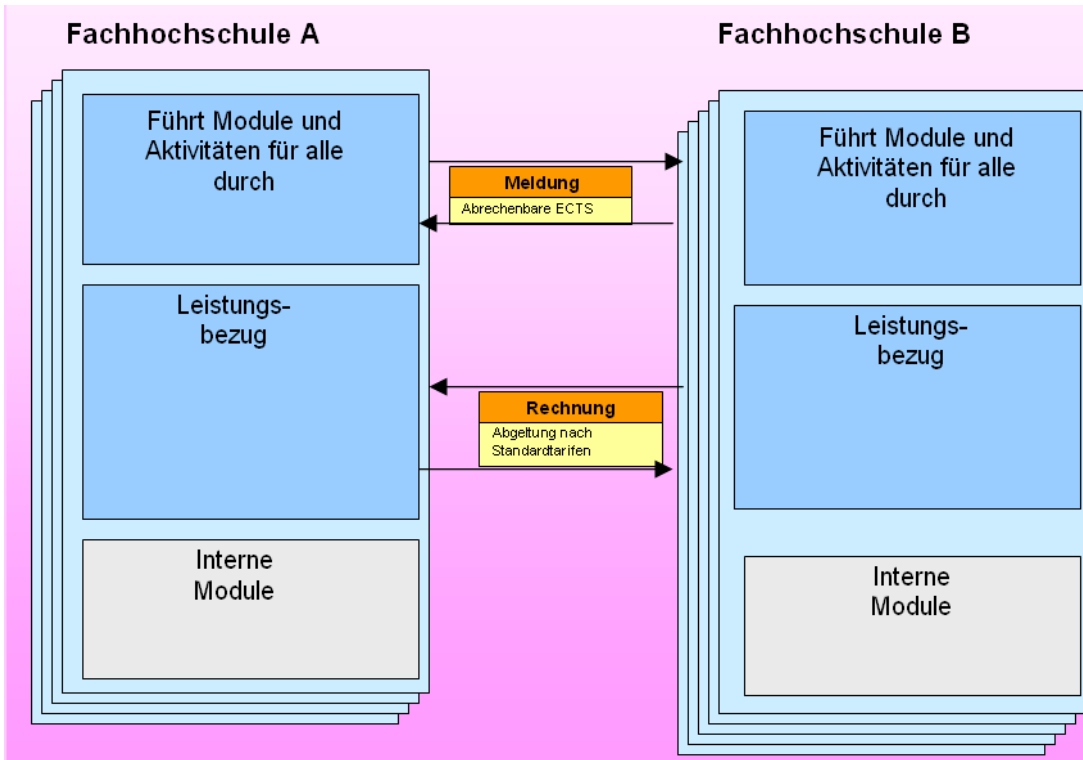 Fachhochschule A
Führt Module und
Aktivitäten für alle
durch
Leistungs-
bezug
Interne
Module
Meldung
Abrechenbare ECTS
Rechnung
Abgeltung nach
Standardtarifen
Fachhochschule B
Führt Module und
Aktivitäten für alle
durch
Leistungs-
bezug
Interne
Module